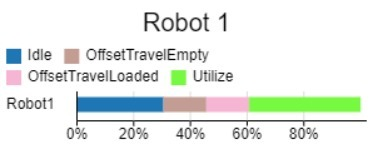 Robot 1
Idle OffsetTravelEmpty
OffsetTravelLoaded Utilize
Robot1
0% 20% 40% 60% 80%